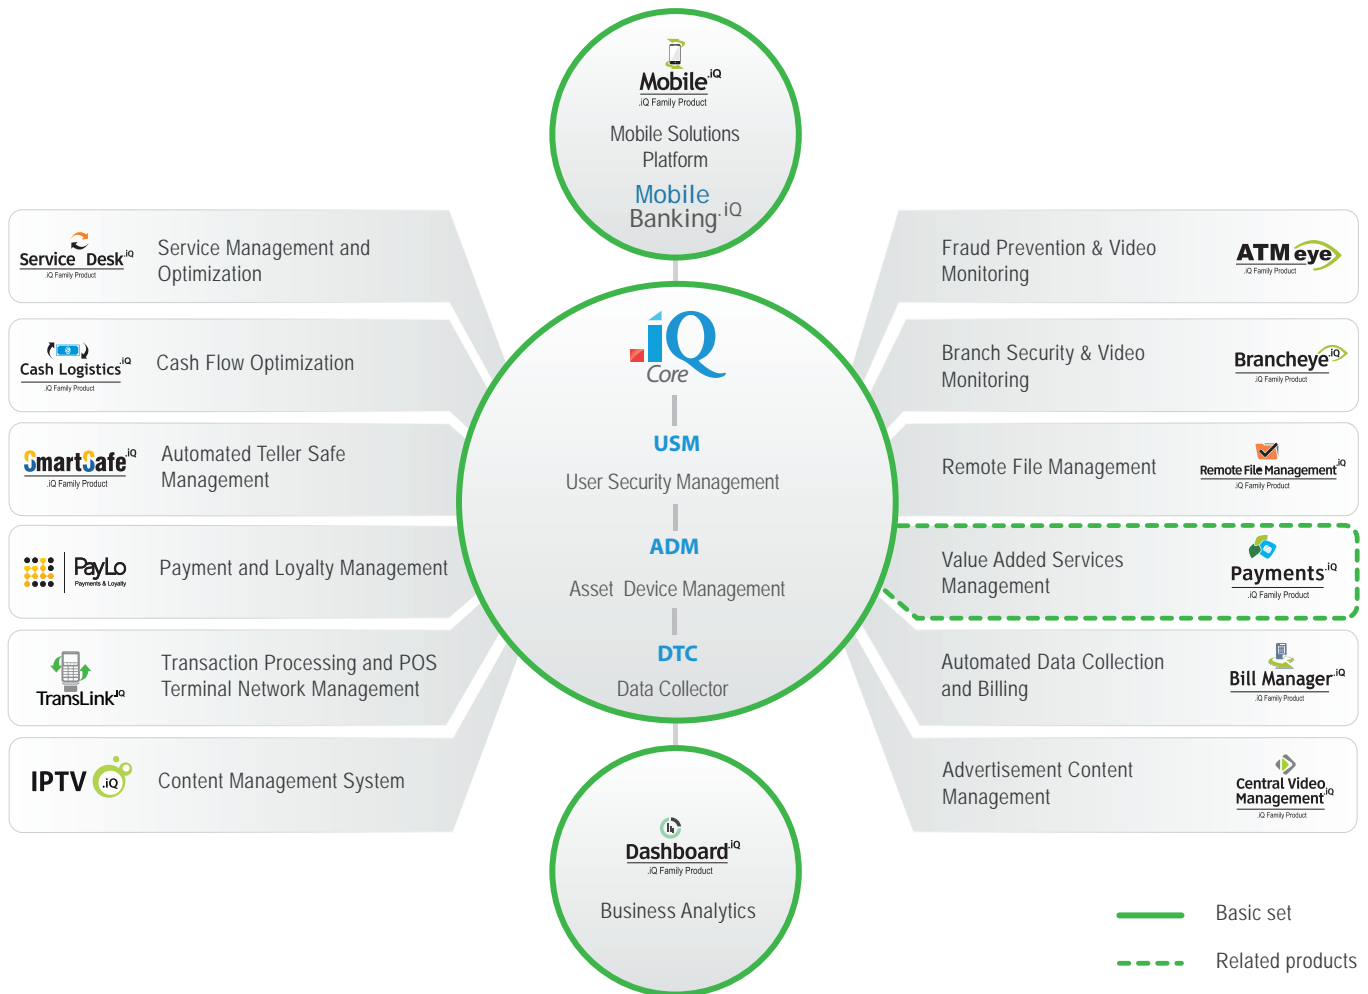 Mobile.iQ
.iQ Family Product
Mobile Solutions
Platform
Mobile
Banking.iQ
Service Desk.iQ
.iQ Family Product
Service Management and
Optimization
Cash Logistics.iQ
.iQ Family Product
Cash Flow Optimization
SmartSafe.iQ
.iQ Family Product
Automated Teller Safe
Management
PayLo
Payments & Loyalty
Payment and Loyalty Management
TransLink.iQ
Transaction Processing and POS
Terminal Network Management
IPTV .iQ
Content Management System
.iQ
Core
USM
User Security Management
ADM
Asset Device Management
DTC
Data Collector
Dashboard.iQ
.iQ Family Product
Business Analytics
Fraud Prevention & Video
Monitoring
ATMeye
.iQ Family Product
Branch Security & Video
Monitoring
Brancheye.iQ
.iQ Family Product
Remote File Management
Remote File Management.iQ
.iQ Family Product
Value Added Services
Management
Payments.iQ
.iQ Family Product
Automated Data Collection
and Billing
Bill Manager.iQ
.iQ Family Product
Advertisement Content
Management
Central Video
Management.iQ
.iQ Family Product
Basic set
Related products